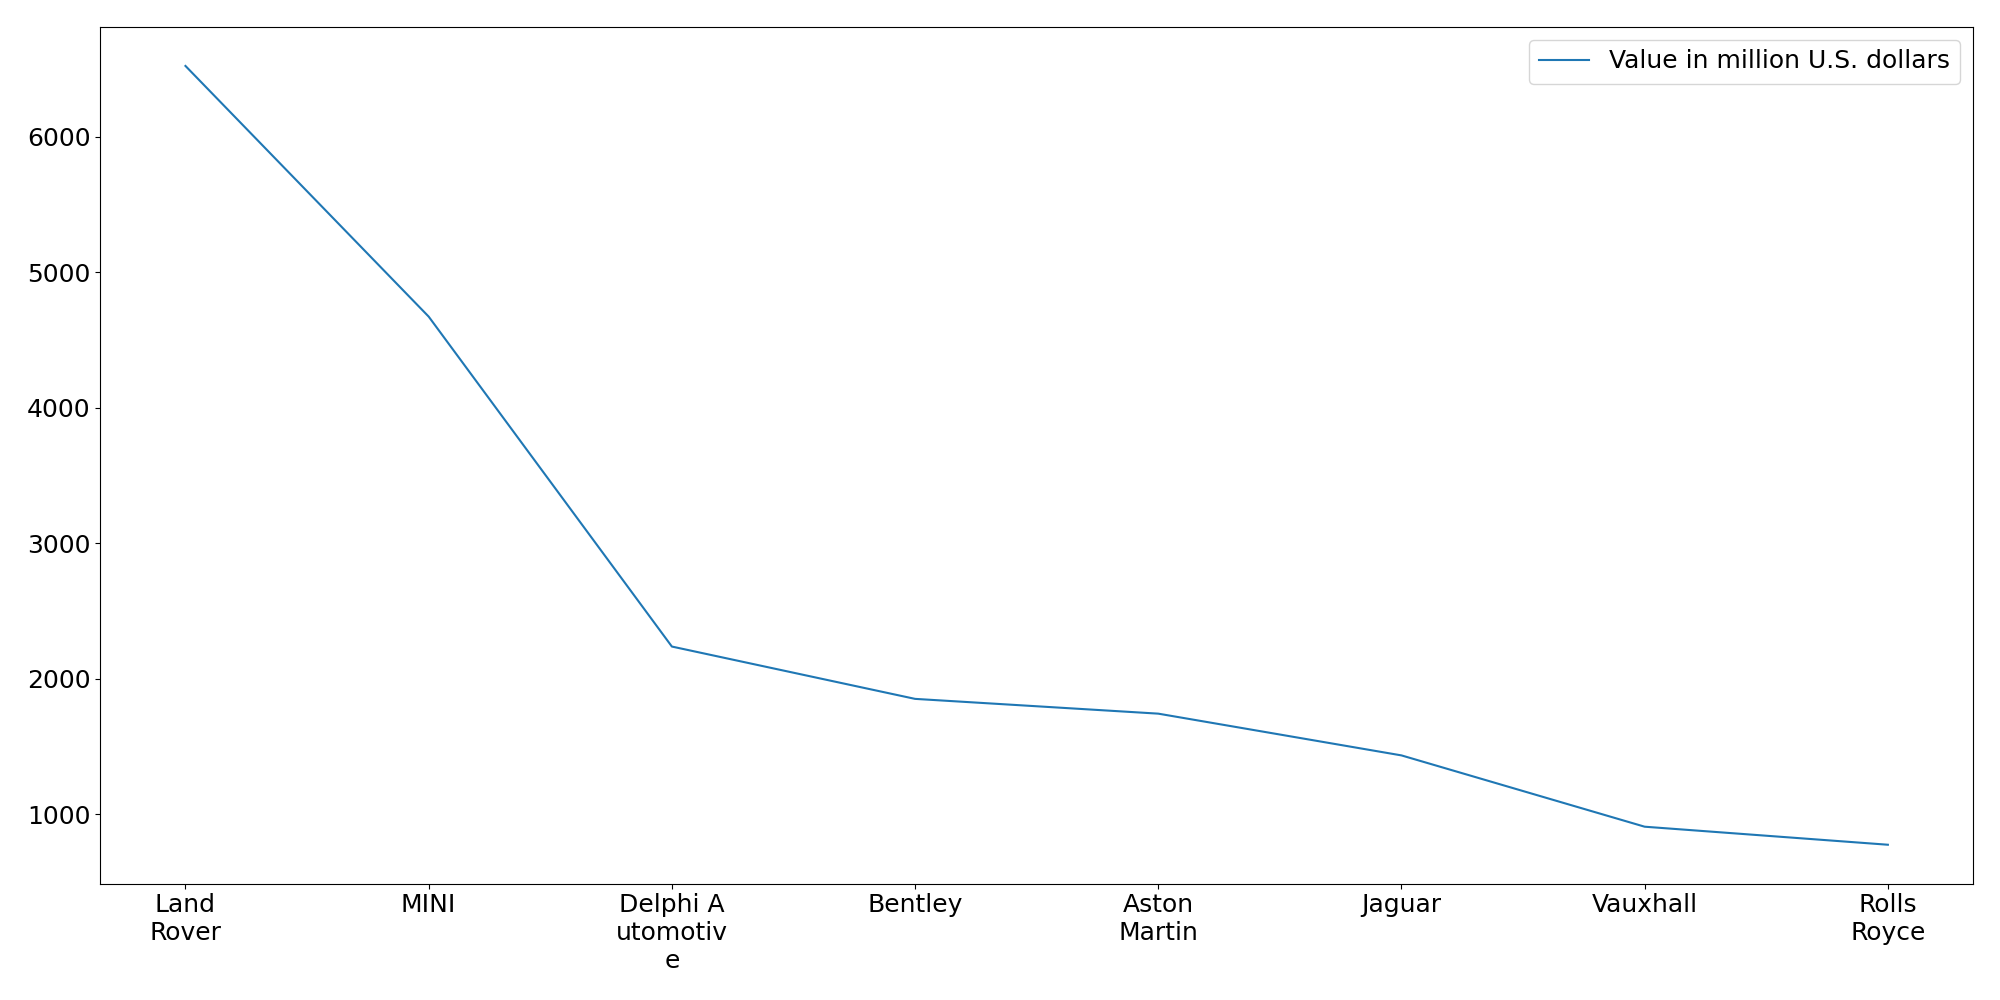 Value in million U.S. dollars
6000
5000
4000
3000
2000
1000
Land
Rover
MINI
Delphi A
utomotiv
e
Bentley
Aston
Martin
Jaguar
Vauxhall
Rolls
Royce